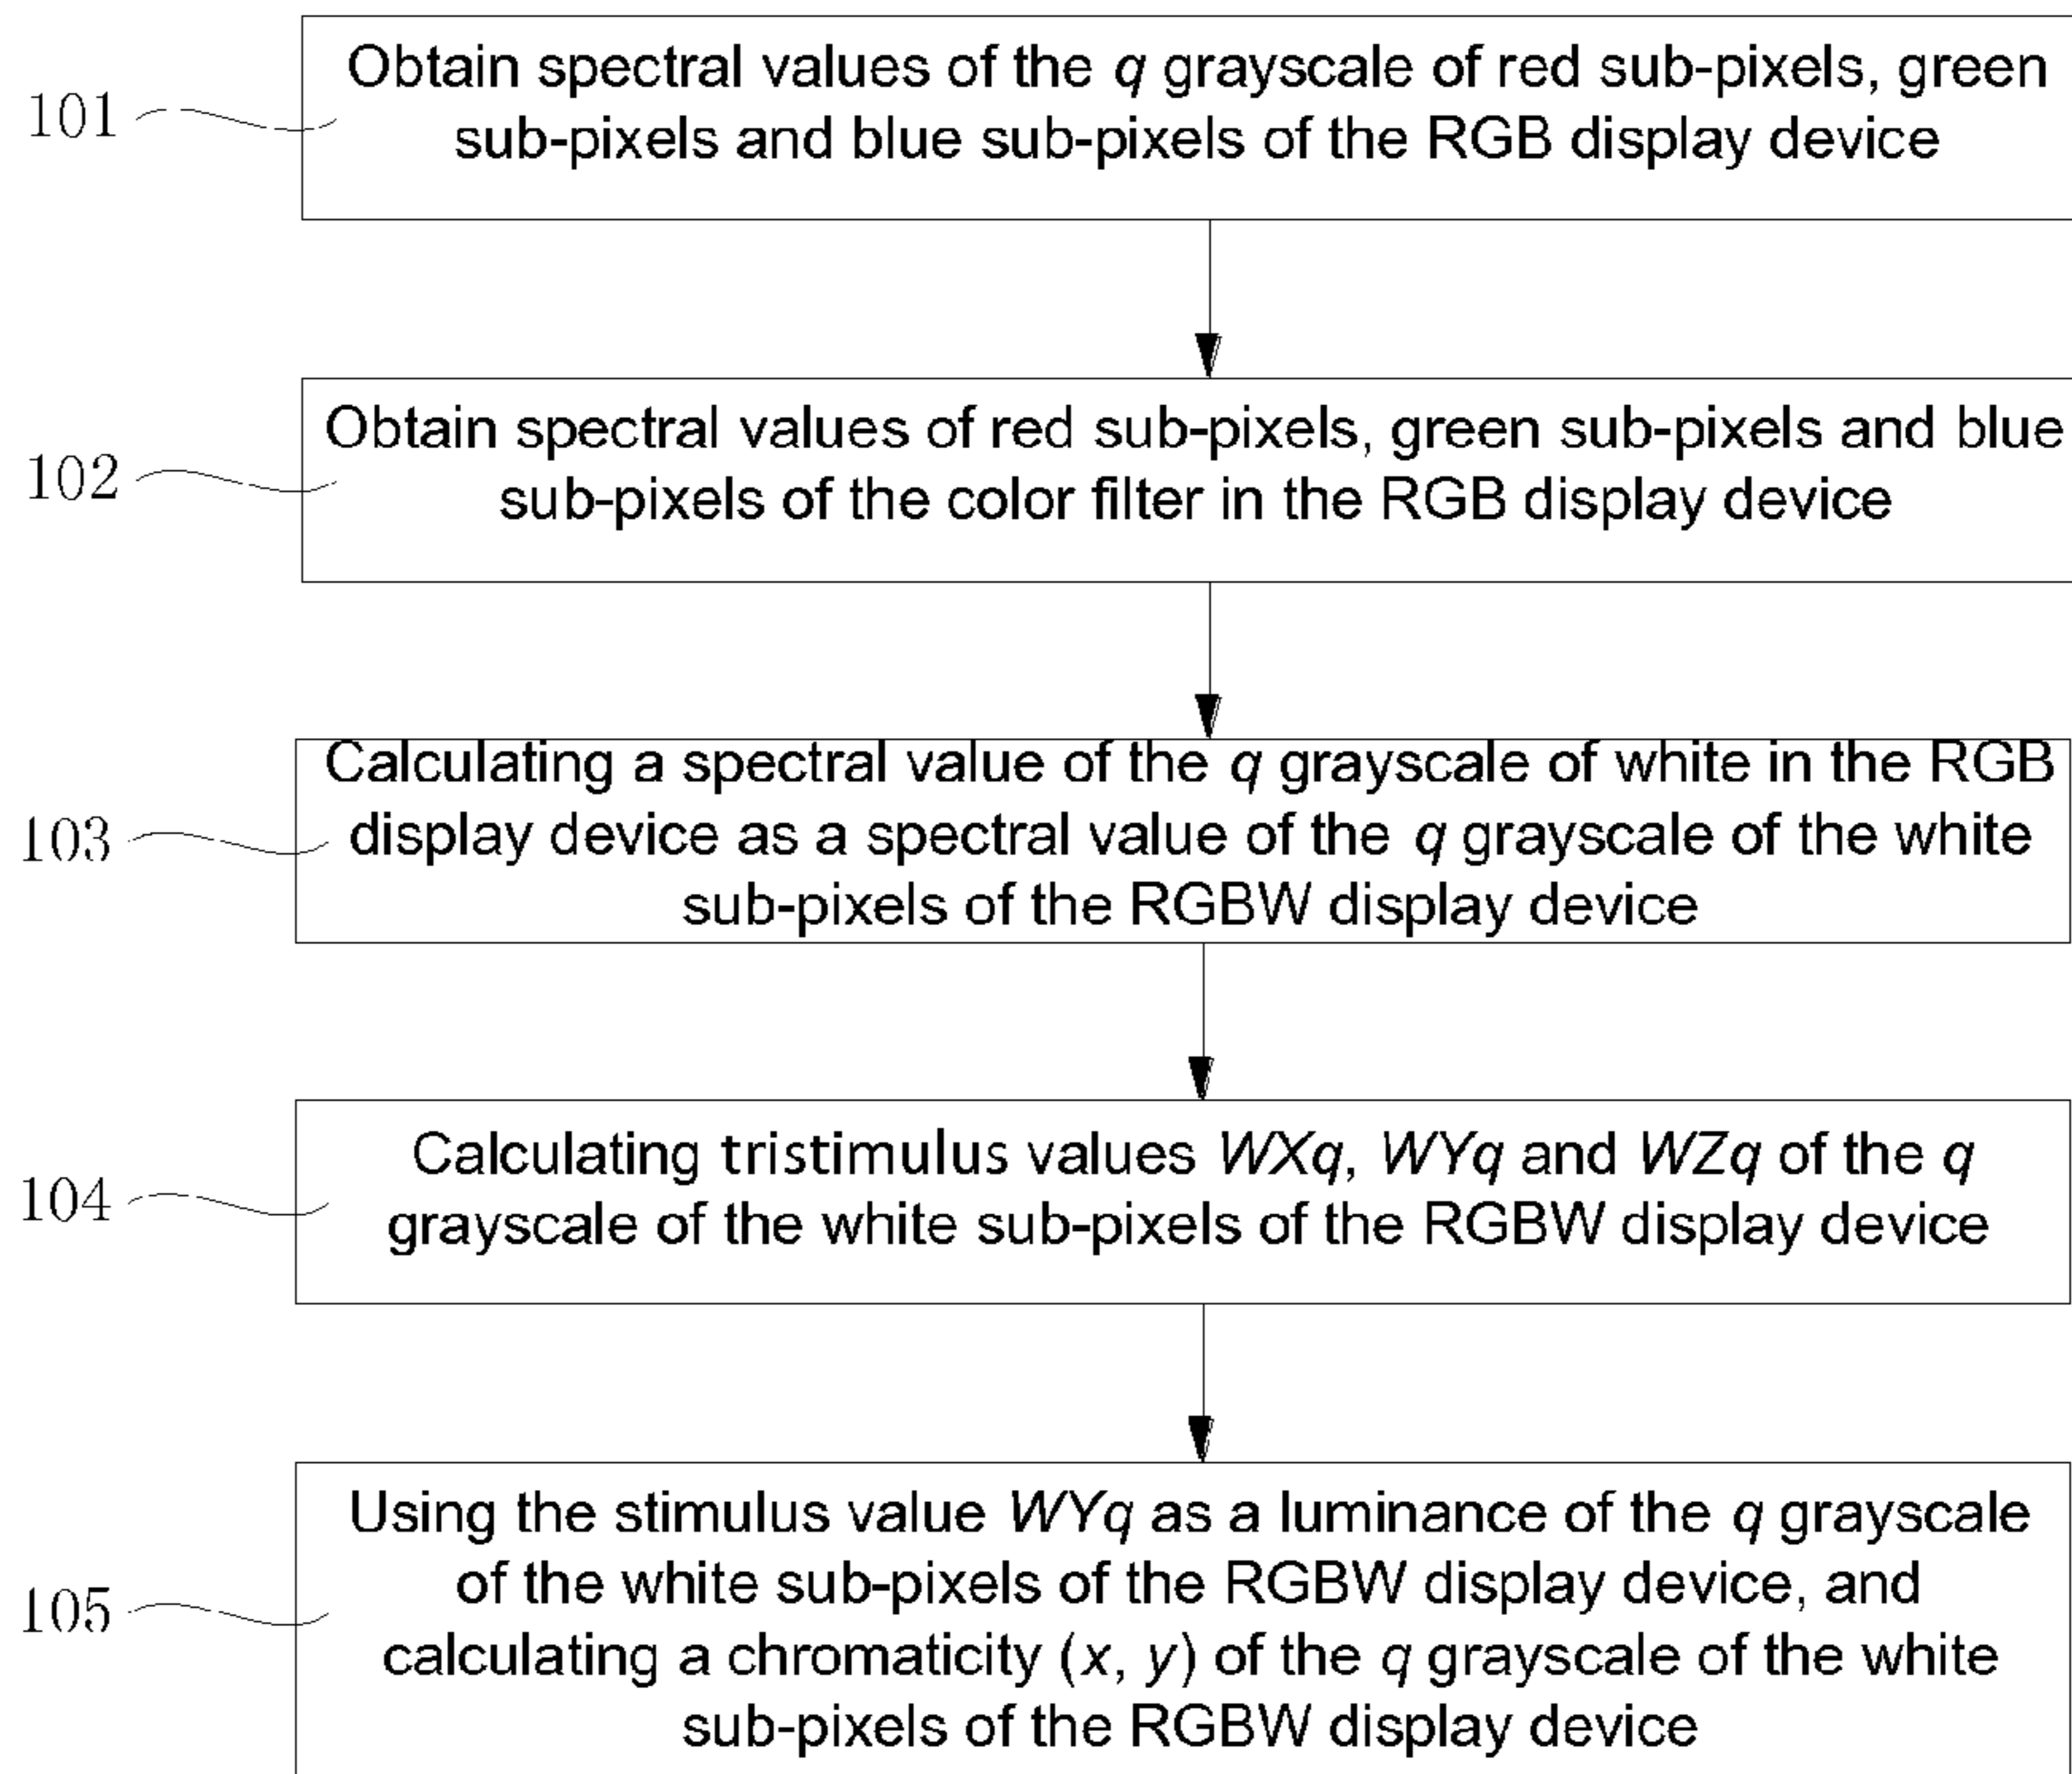 101
Obtain spectral values of the q grayscale of red sub-pixels, green
sub-pixels and blue sub-pixels of the RGB display device
102
Obtain spectral values of red sub-pixels, green sub-pixels and blue
sub-pixels of the color filter in the RGB display device
103
Calculating a spectral value of the q grayscale of white in the RGB
display device as a spectral value of the q grayscale of the white
sub-pixels of the RGBW display device
104
Calculating tristimulus values WXq, WYq and WZq of the q
grayscale of the white sub-pixels of the RGBW display device
105
Using the stimulus value WYq as a luminance of the q grayscale
of the white sub-pixels of the RGBW display device, and
calculating a chromaticity (x, y) of the q grayscale of the white
sub-pixels of the RGBW display device